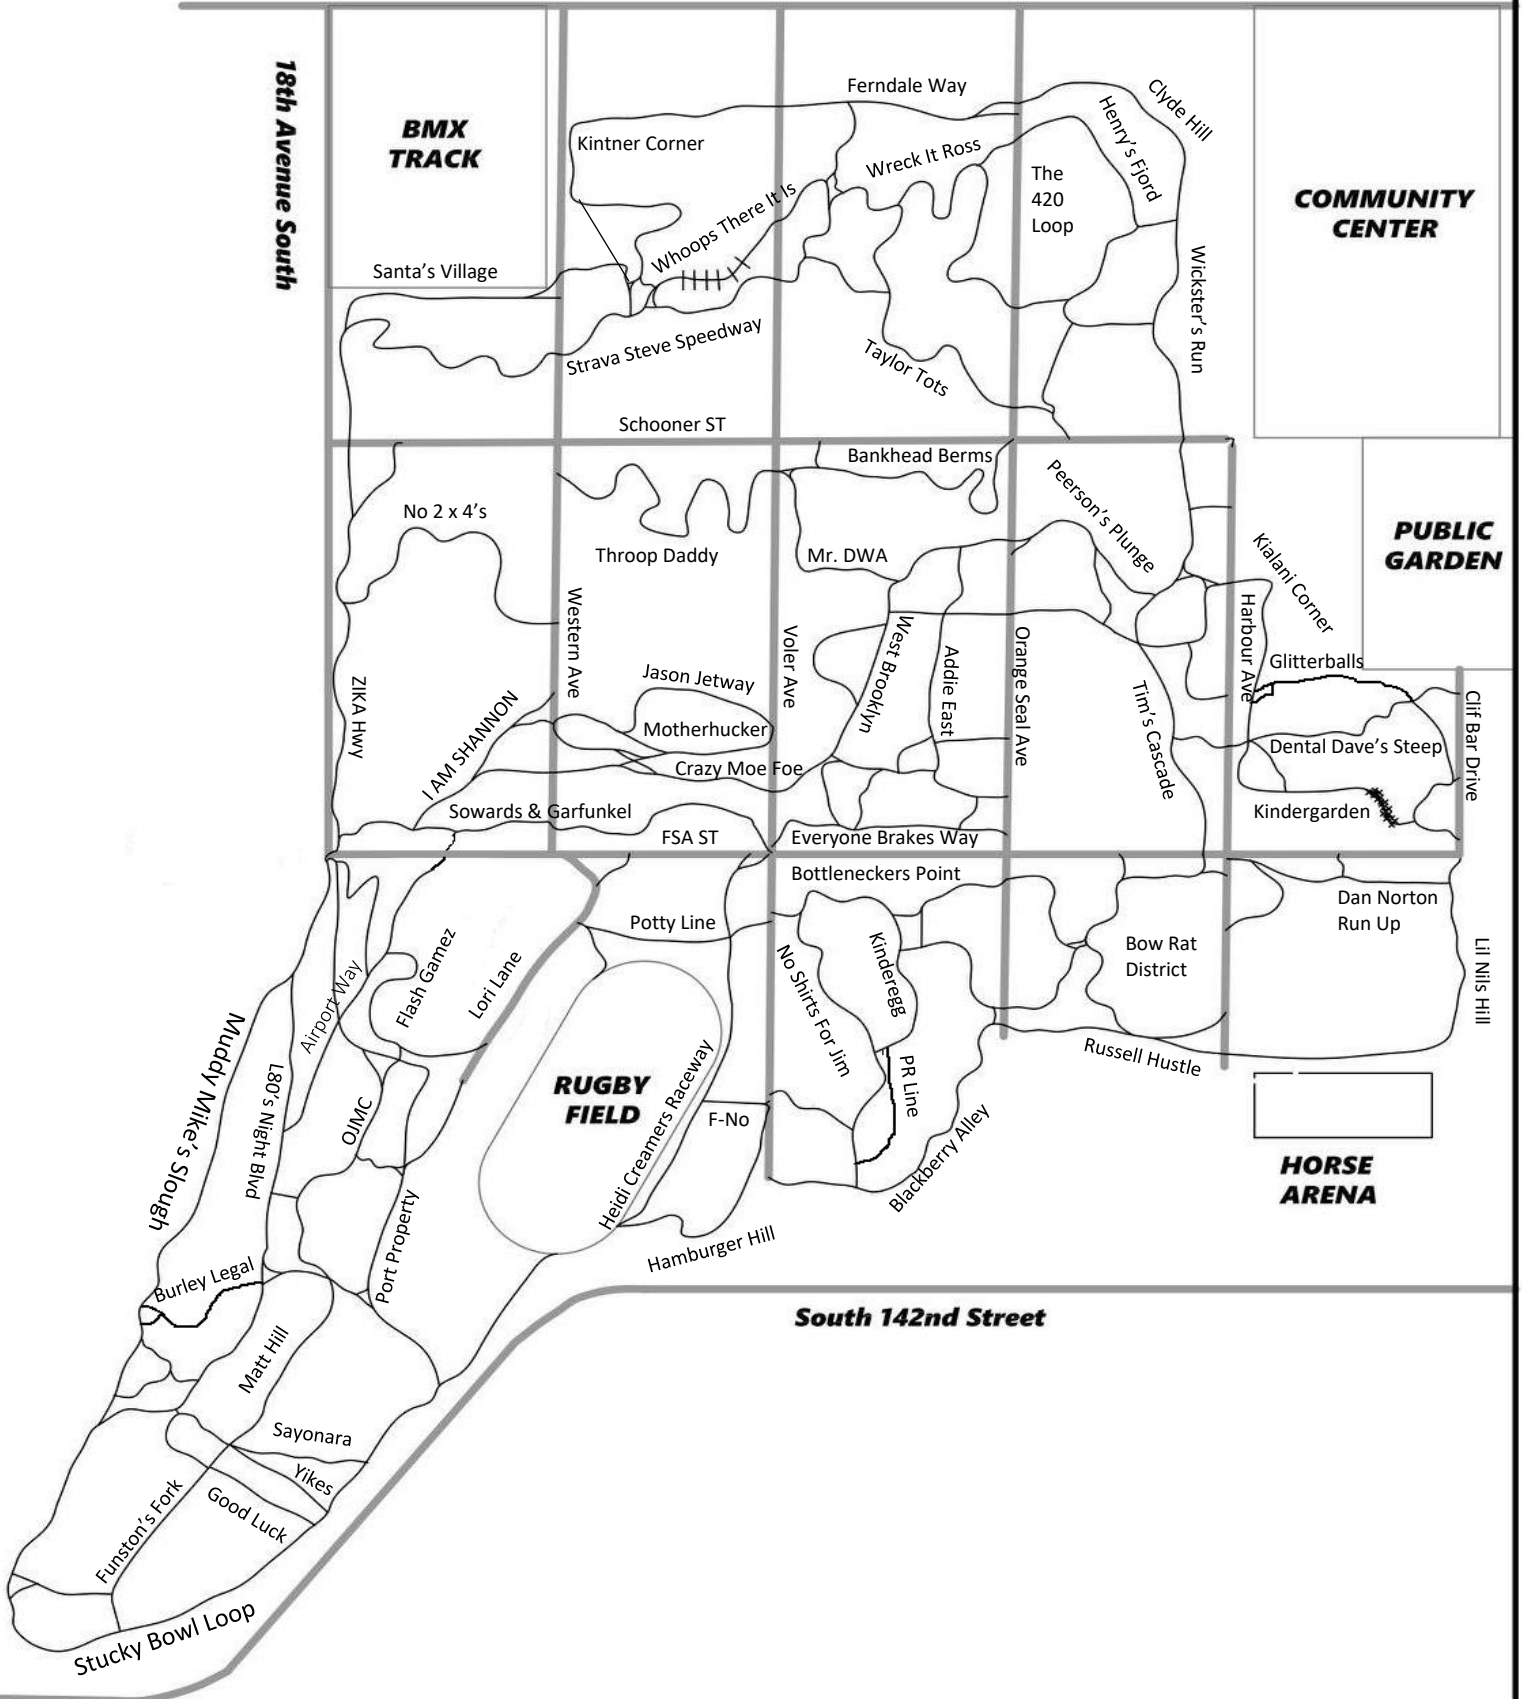 Ferndale Way
Clyde Hill
18th Avenue South
BMX
TRACK
Kintner Corner
Wreck It Ross
Henry's Fjord
The
420
Loop
COMMUNITY
CENTER
Whoops There It Is
Santa's Village
Wickster's Run
Strava Steve Speedway
Taylor Tots
Schooner ST
Bankhead Berms
Peerson's Plunge
No 2 x 4's
Throop Daddy
Mr. DWA
Kialani Corner
PUBLIC
GARDEN
Western Ave
Voler Ave
West Brooklyn
Addie East
Orange Seal Ave
Harbour Ave
Glitterballs
ZIKA Hwy
I AM SHANNON
Jason Jetway
Motherhucker
Tim's Cascade
Clif Bar Drive
Dental Dave's Steep
Crazy Moe Foe
Kindergarden
Sowards & Garfunkel
FSA ST
Everyone Brakes Way
Bottleneckers Point
Dan Norton
Run Up
Potty Line
Kinderegg
Bow Rat
District
Lil Nils Hill
No Shirts For Jim
Airport Way
Flash Gamez
Lori Lane
Muddy Mike's Slough
L80's Night Blvd
OJMC
RUGBY
FIELD
Heidi Creamers Raceway
F-No
PR Line
Russell Hustle
Blackberry Alley
HORSE
ARENA
Port Property
Hamburger Hill
Burley Legal
South 142nd Street
Matt Hill
Sayonara
Yikes
Good Luck
Funston's Fork
Stucky Bowl Loop